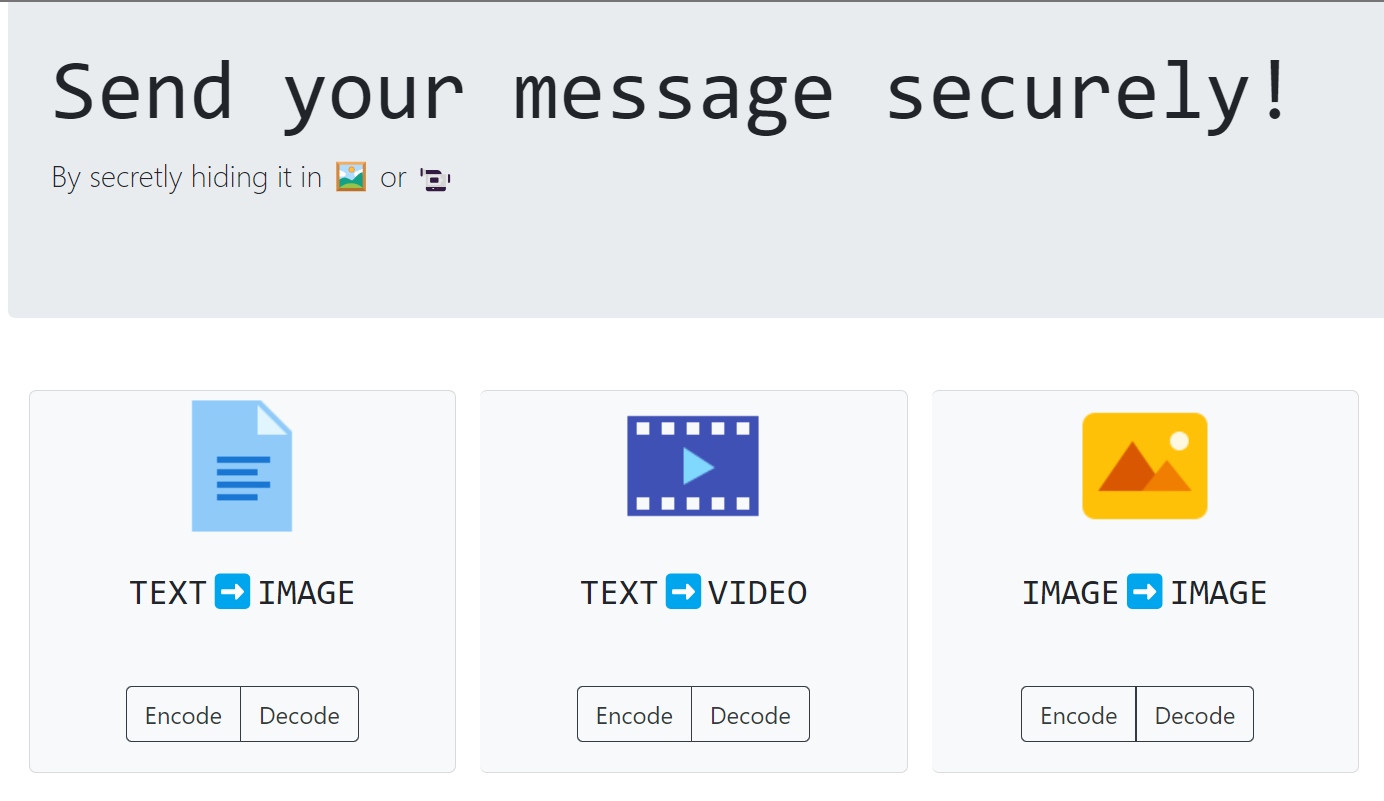 Send your message securely!
By secretly hiding it in 🖼️ or 📹
TEXT➡️IMAGE
Encode Decode
TEXT➡️VIDEO
Encode Decode
IMAGE➡️IMAGE
Encode Decode